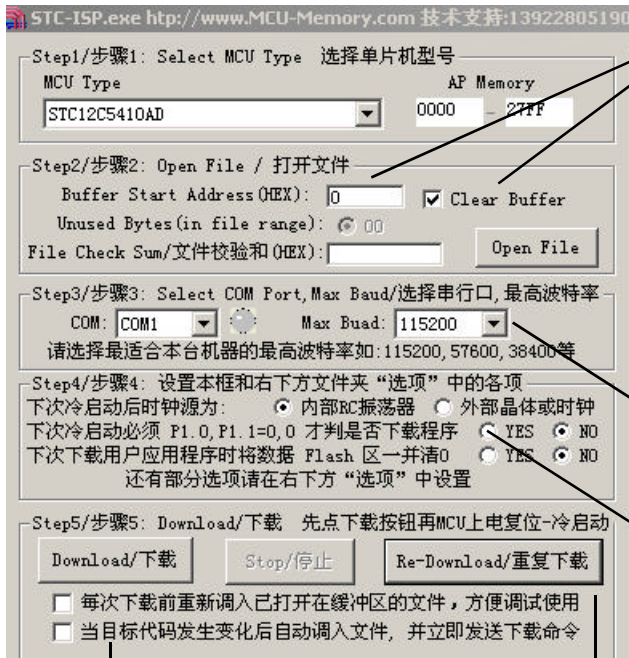 STC-ISP.exe htp://www.MCU-Memory.com 技术支持:13922805190
Step1/步骤1: Select MCU Type 选择单片机型号
MCU Type AP Memory
STC12C5410AD 0000 - 27FF
Step2/步骤2: Open File / 打开文件
Buffer Start Address(HEX): 0 Clear Buffer
Unused Bytes(in file range): 00
File Check Sum/文件校验和(HEX): Open File
Step3/步骤3: Select COM Port,Max Baud/选择串行口,最高波特率
COM: COM1 Max Buad: 115200
请选择最适合本台机器的最高波特率如:115200,57600,38400等
Step4/步骤4: 设置本框和右下方文件夹“选项”中的各项
下次冷启动后时钟源为: 内部RC振荡器 外部晶体或时钟
下次冷启动必须 P1.0,P1.1=0,0 才判是否下载程序 YES NO
下次下载用户应用程序时将数据 Flash 区一并清0 YES NO
还有部分选项请在右下方“选项”中设置
Step5/步骤5: Download/下载 先点下载按钮再MCU上电复位-冷启动
Download/下载 Stop/停止 Re-Download/重复下载
每次下载前重新调入已打开在缓冲区的文件，方便调试使用
当目标代码发生变化后自动调入文件, 并立即发送下载命令